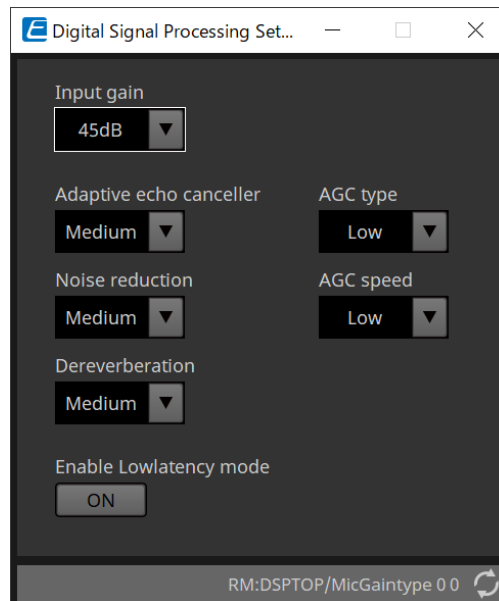 Digital Signal Processing Set...
Input gain
45dB
Adaptive echo canceller
AGC type
Medium
Low
Noise reduction
AGC speed
Medium
Low
Dereverberation
Medium
Enable Lowlatency mode
ON
RM:DSPTOP/MicGaintype 0 0